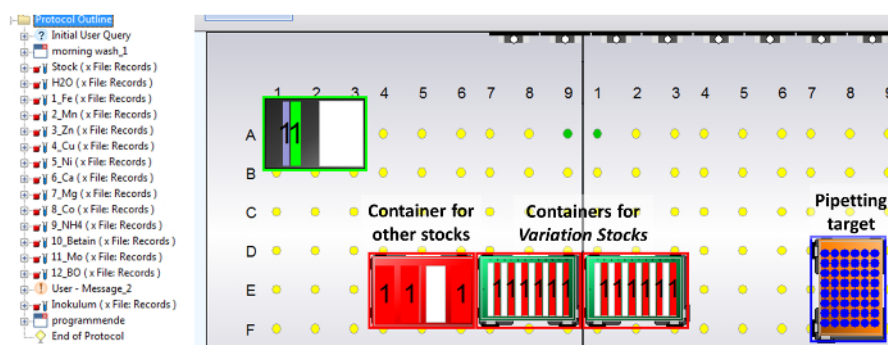 Protocol Outline
Initial User Query
morning wash_1
Stock ( x File: Records )
H2O ( x File: Records )
1_Fe ( x File: Records )
2_Mn ( x File: Records )
3_Zn ( x File: Records )
4_Cu ( x File: Records )
5_Ni ( x File: Records )
6_Ca ( x File: Records )
7_Mg ( x File: Records )
8_Co ( x File: Records )
9_NH4 ( x File: Records )
10_Betain ( x File: Records )
11_Mo ( x File: Records )
12_BO ( x File: Records )
User - Message_2
Inokulum ( x File: Records )
programmende
End of Protocol
1 2 3 4 5 6 7 8 9 1 2 3 4 5 6 7 8 9
A
11
B
C
Container for
other stocks
Containers for
Variation Stocks
Pipetting
target
D
E
1 1 1
111111
111111
F